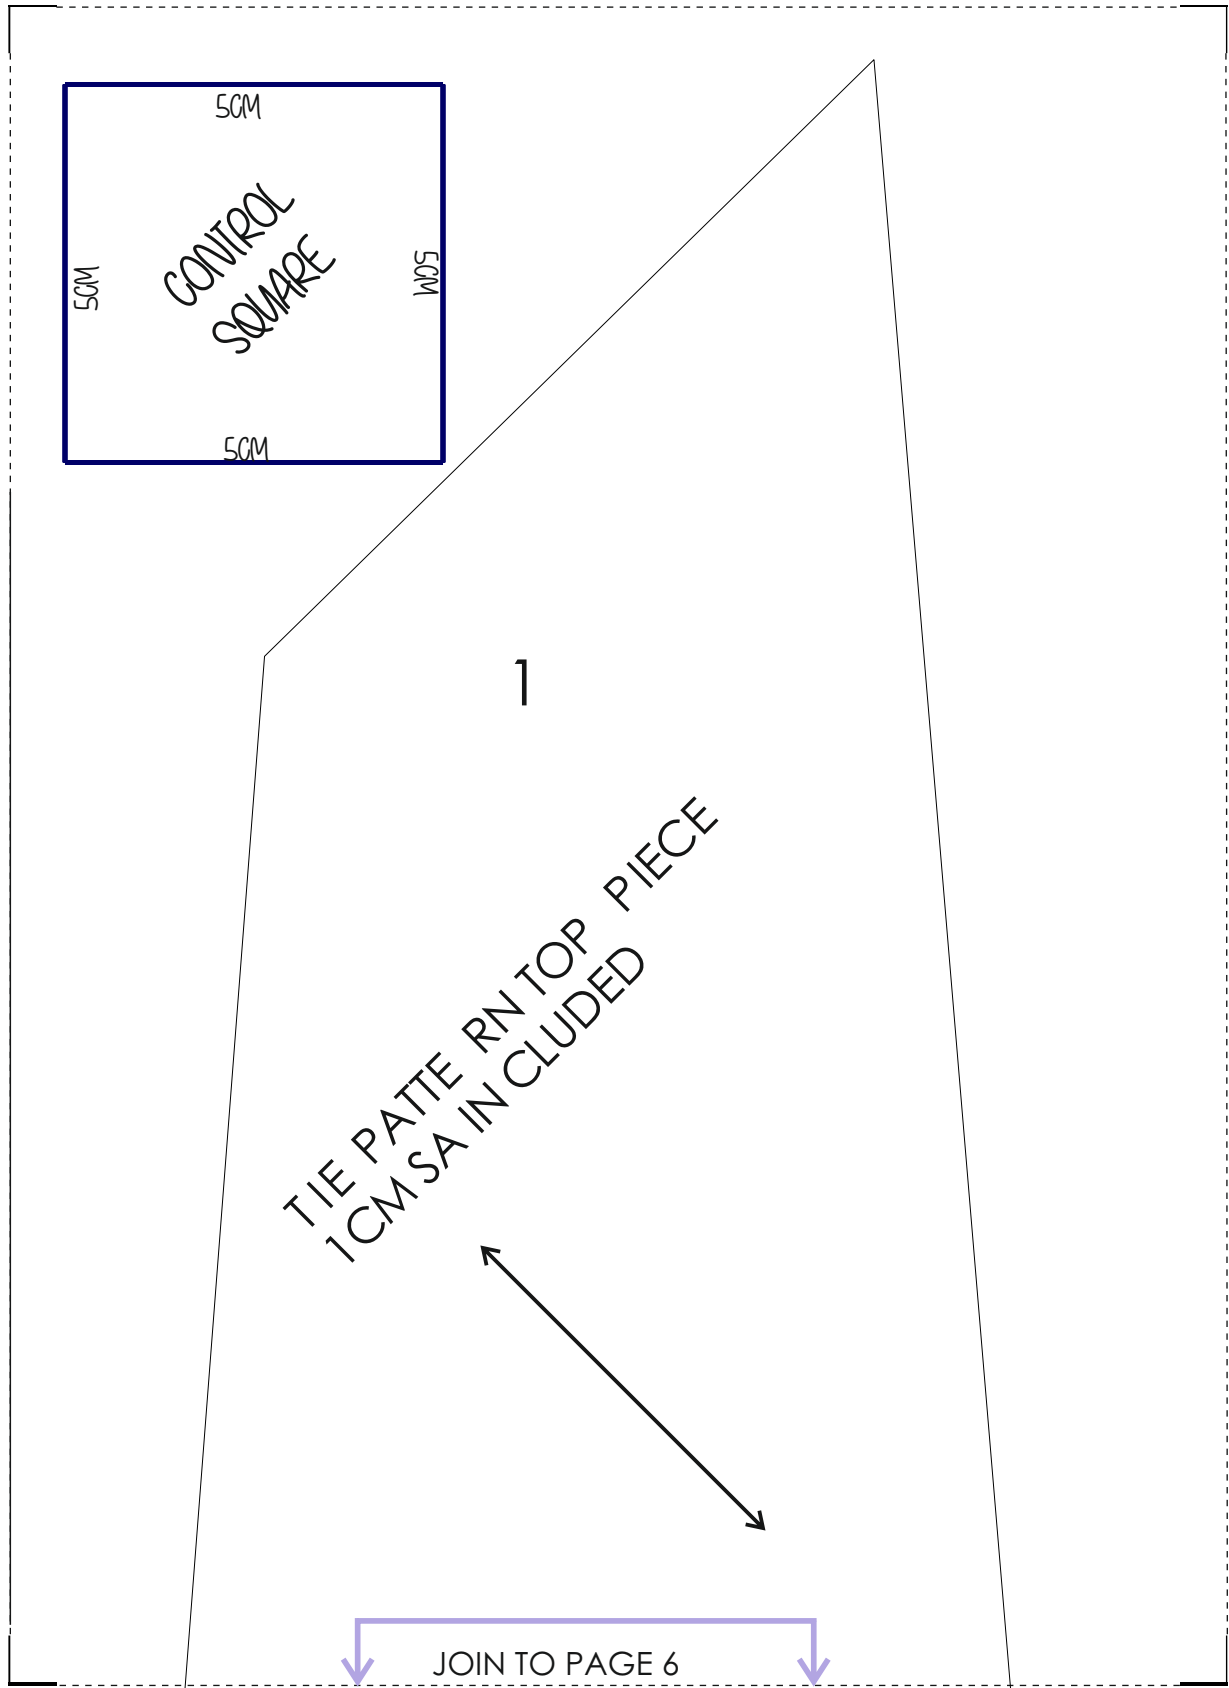 5CM
5CM
CONTROL
SQUARE
5CM
5CM
1
TIE PATTE RN TOP PIECE
1CM SA IN CLUDED
JOIN TO PAGE 6